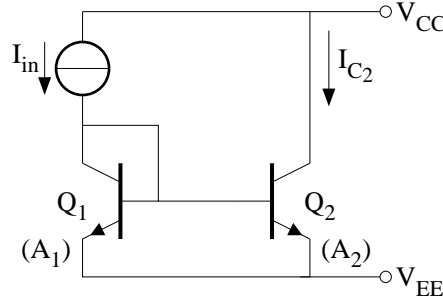 V_CC
I_in
I_C2
Q_1
Q_2
(A_1)
(A_2)
V_EE